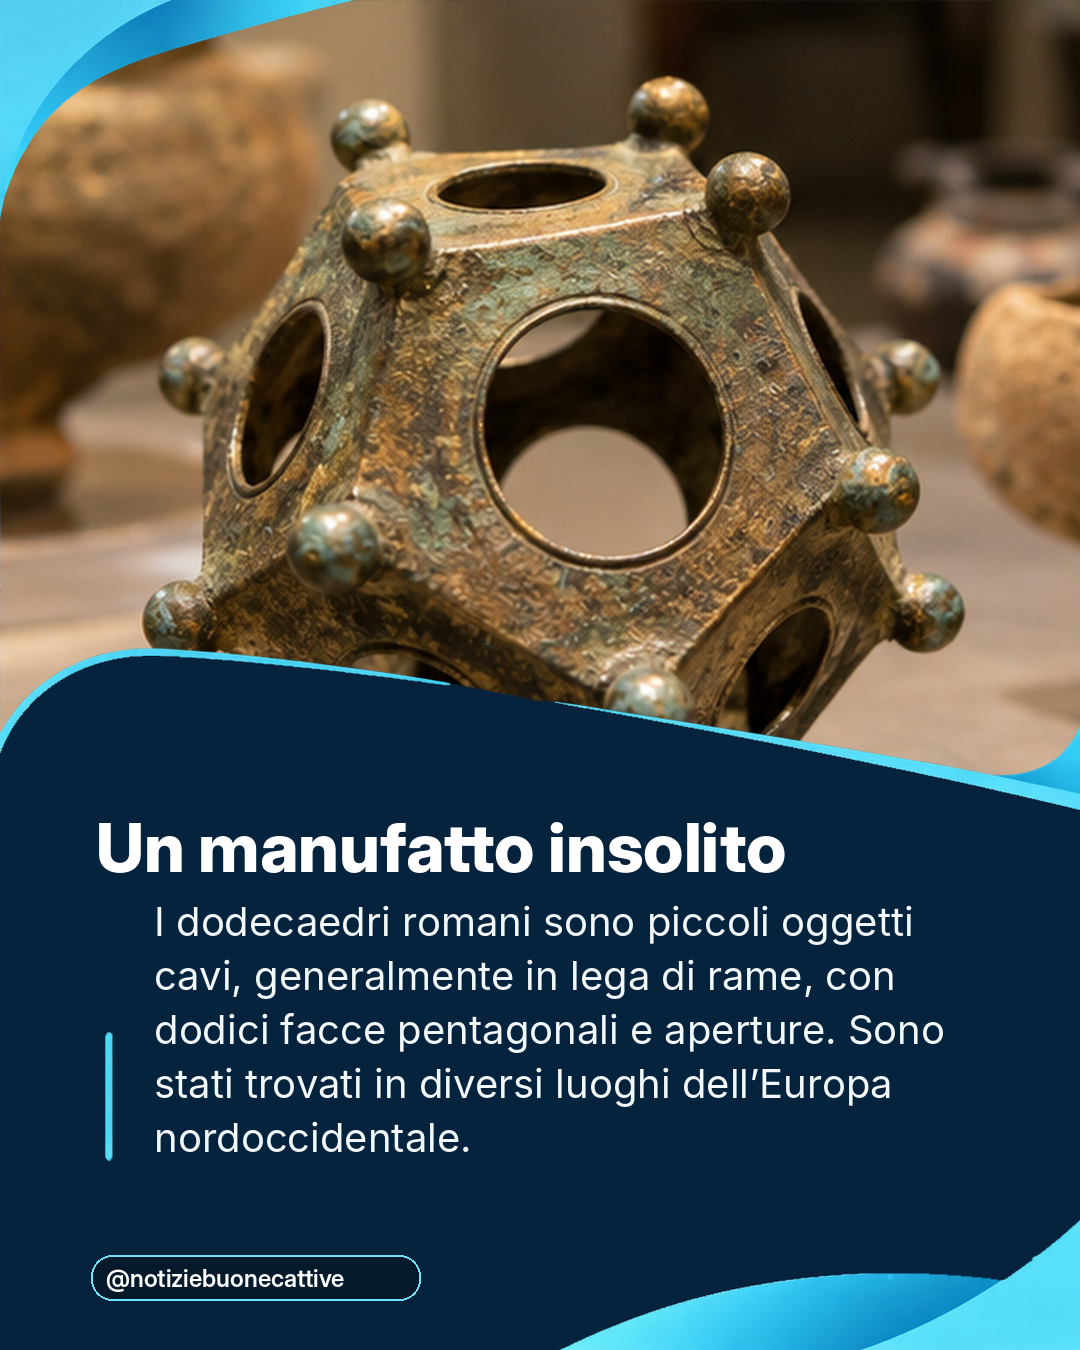 Un manufatto insolito
I dodecaedri romani sono piccoli oggetti
cavi, generalmente in lega di rame, con
dodici facce pentagonali e aperture. Sono
stati trovati in diversi luoghi dell’Europa
nordoccidentale.
@notiziebuonecattive